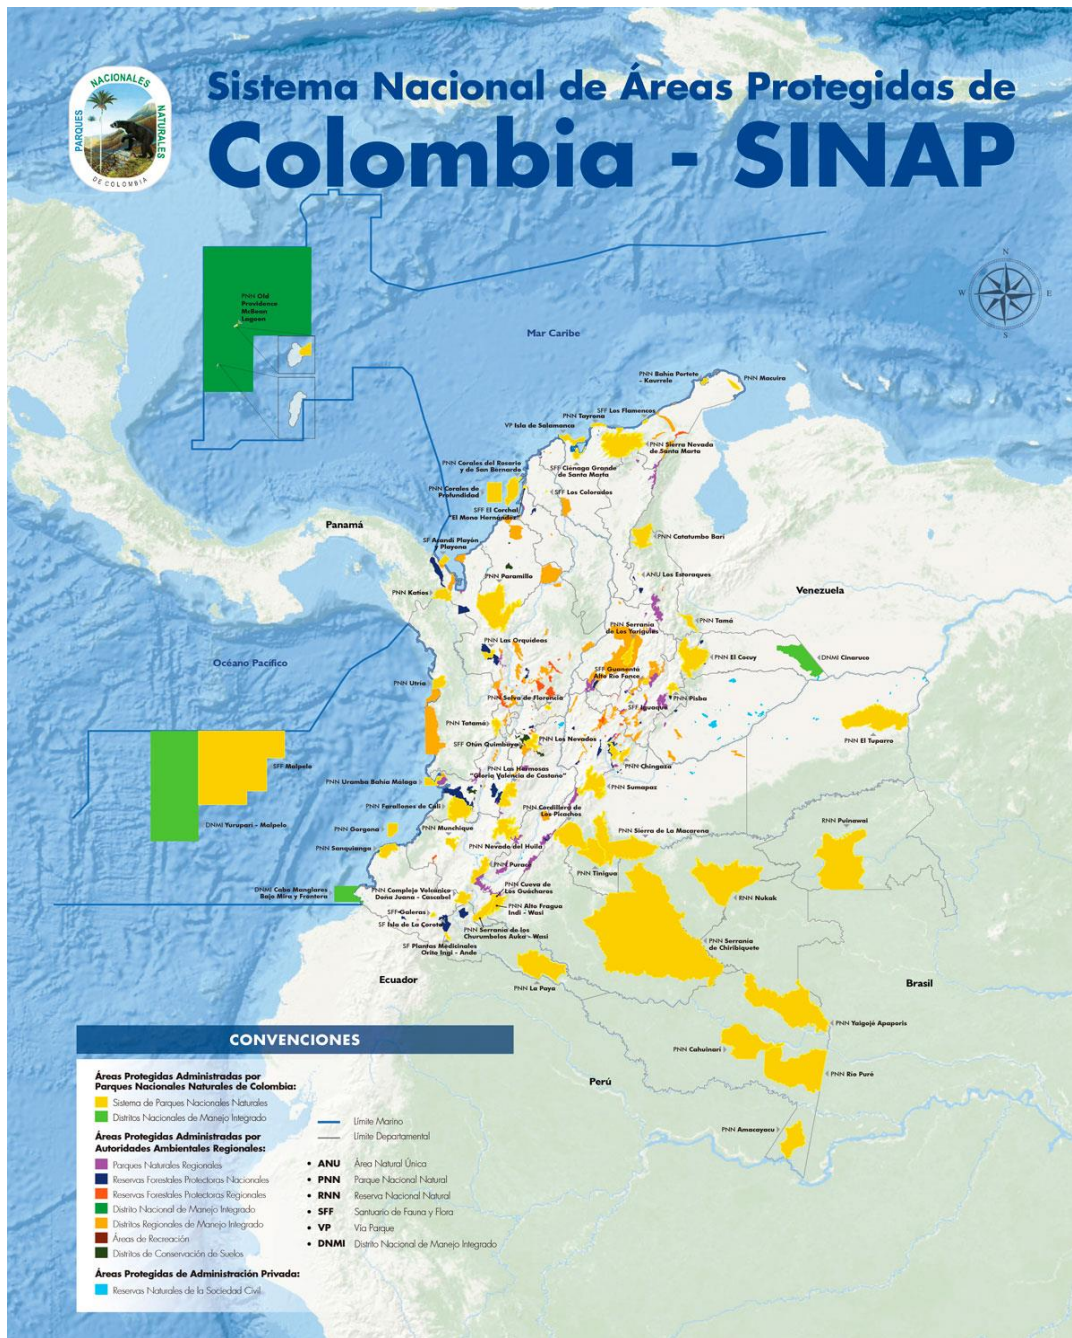 PARQUES
NACIONALES
NATURALES
DE COLOMBIA
Sistema Nacional de Áreas Protegidas de
Colombia - SINAP
N
W
E
S
PNN Old
Providence
McBean
Lagoon
Mar Caribe
PNN Bahía Portete
- Kaurrele
PNN Macuira
SFF Los Flamencos
PNN Tayrona
VP Isla de Salamanca
PNN Sierra Nevada
de Santa Marta
PNN Corales del Rosario
y de San Bernardo
SFF Ciénaga Grande
de Santa Marta
PNN Corales de
Profundidad
SFF Los Colorados
SFF El Corchal
"El Mono Hernández"
Panamá
SF Acandí Playón
y Playona
PNN Catatumbo Barí
PNN Paramillo
ANU Los Estoraques
PNN Katíos
Venezuela
PNN Tamá
PNN Serranía
de Los Yariguíes
PNN Las Orquídeas
Océano Pacífico
PNN El Cocuy
DNMI Cinaruco
SFF Guanentá
Alto Río Fonce
PNN Utría
PNN Selva de Florencia
PNN Pisba
SFF Iguaque
PNN Tatamá
PNN El Tuparro
SFF Otún Quimbaya
PNN Los Nevados
SFF Malpelo
PNN Chingaza
PNN Las Hermosas
"Gloria Valencia de Castaño"
PNN Uramba Bahía Málaga
PNN Sumapaz
PNN Farallones de Cali
PNN Cordillera de
Los Picachos
DNMI Yuruparí - Malpelo
PNN Gorgona
PNN Munchique
PNN Sierra de La Macarena
RNN Puinawai
PNN Sanquianga
PNN Nevado del Huila
PNN Puracé
PNN Tinigua
DNMI Cabo Manglares
Bajo Mira y Frontera
PNN Complejo Volcánico
Doña Juana - Cascabel
PNN Cueva de
Los Guácharos
RNN Nukak
PNN Alto Fragua
Indi - Wasi
SFF Galeras
SF Isla de La Corota
PNN Serranía de los
Churumbelos Auka - Wasi
PNN Serranía
de Chiribiquete
SF Plantas Medicinales
Orito Ingi - Ande
Ecuador
PNN La Paya
Brasil
PNN Yaigojé Apaporis
PNN Cahuinarí
PNN Río Puré
Perú
PNN Amacayacu
CONVENCIONES
Áreas Protegidas Administradas por
Parques Nacionales Naturales de Colombia:
Sistema de Parques Nacionales Naturales
Distritos Nacionales de Manejo Integrado
Áreas Protegidas Administradas por
Autoridades Ambientales Regionales:
Parques Naturales Regionales
Reservas Forestales Protectoras Nacionales
Reservas Forestales Protectoras Regionales
Distrito Nacional de Manejo Integrado
Distritos Regionales de Manejo Integrado
Áreas de Recreación
Distritos de Conservación de Suelos
Áreas Protegidas de Administración Privada:
Reservas Naturales de la Sociedad Civil
Límite Marino
Límite Departamental
• ANU Área Natural Única
• PNN Parque Nacional Natural
• RNN Reserva Nacional Natural
• SFF Santuario de Fauna y Flora
• VP Vía Parque
• DNMI Distrito Nacional de Manejo Integrado